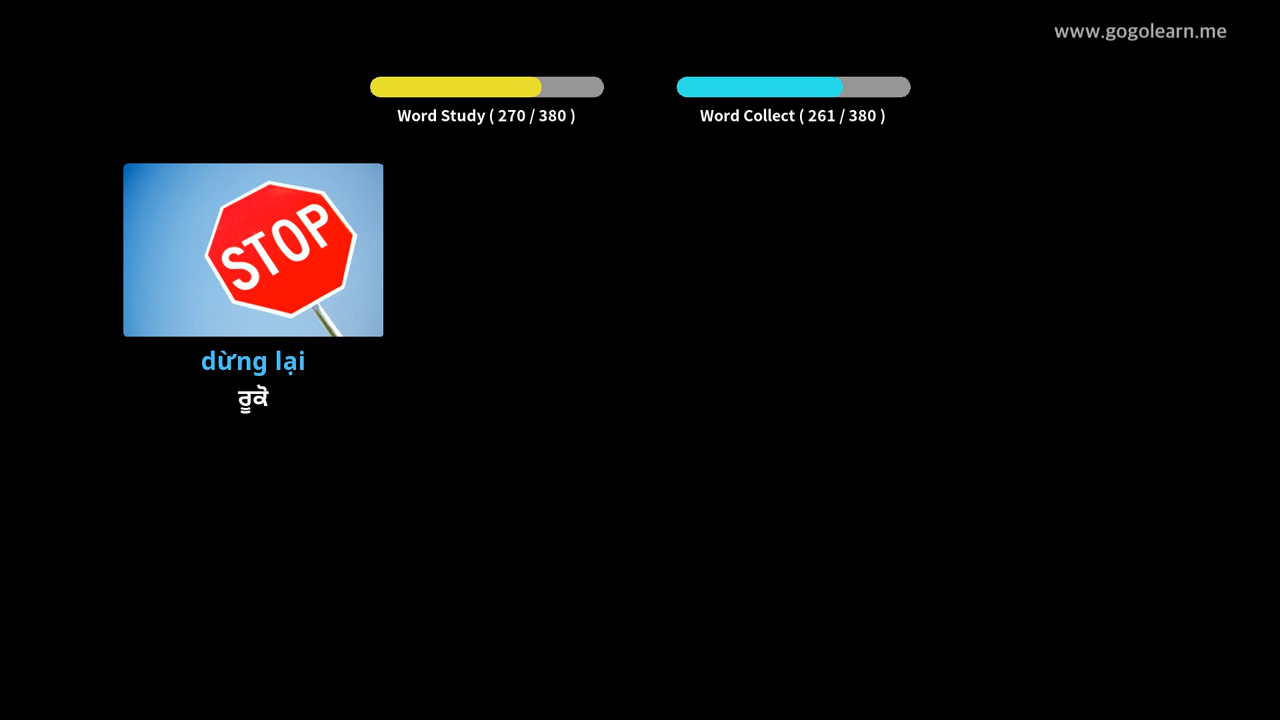 www.gogolearn.me
Word Study ( 270 / 380 )
Word Collect ( 261 / 380 )
STOP
dừng lại
ਰੂਕੋ